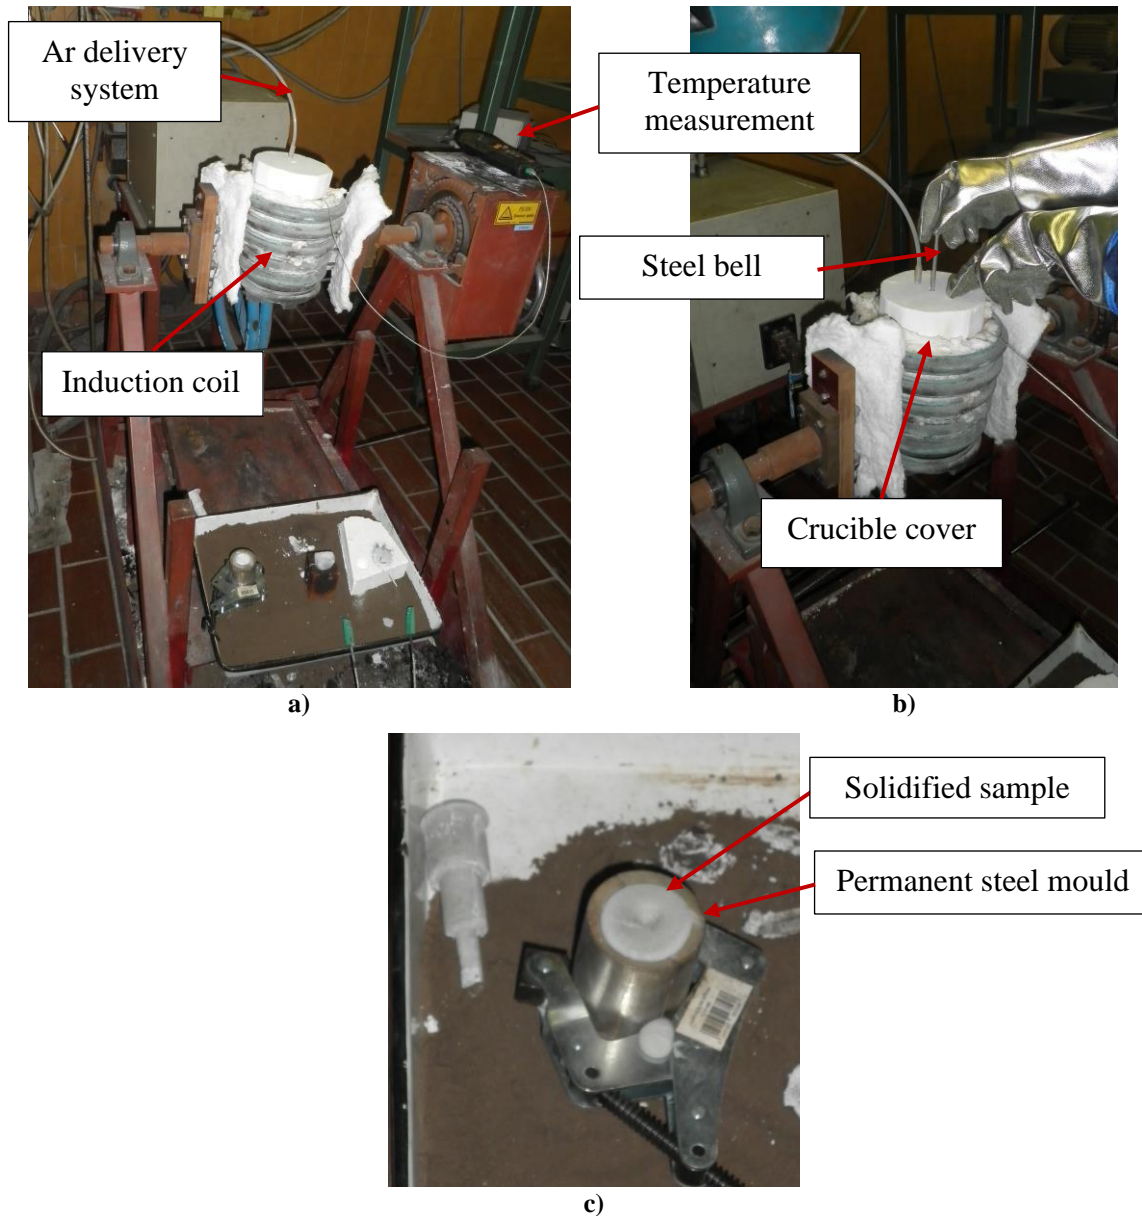 Ar delivery
system
Temperature
measurement
Steel bell
Induction coil
Crucible cover
a)
b)
Solidified sample
Permanent steel mould
c)